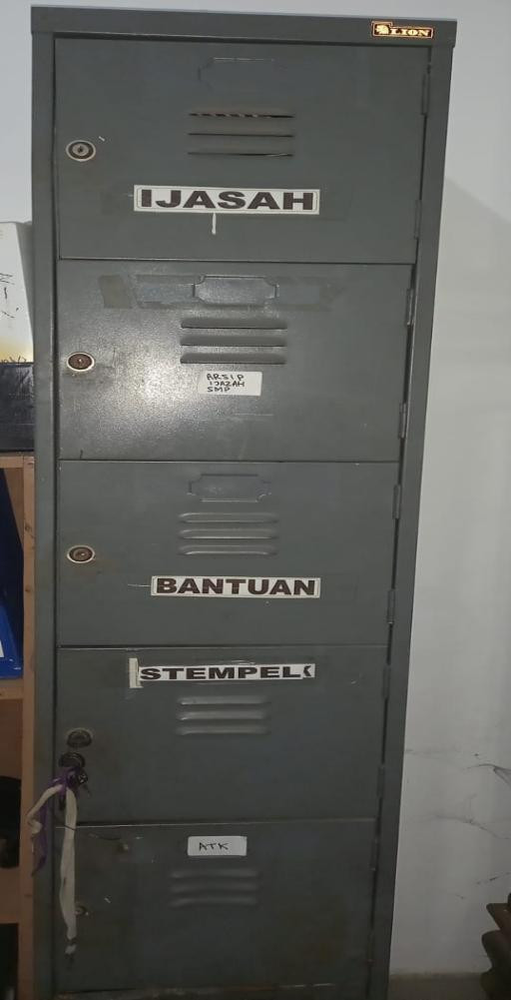 LION
IJASAH
ARSIP
IJAZAH
SMP
BANTUAN
STEMPEL
ATK